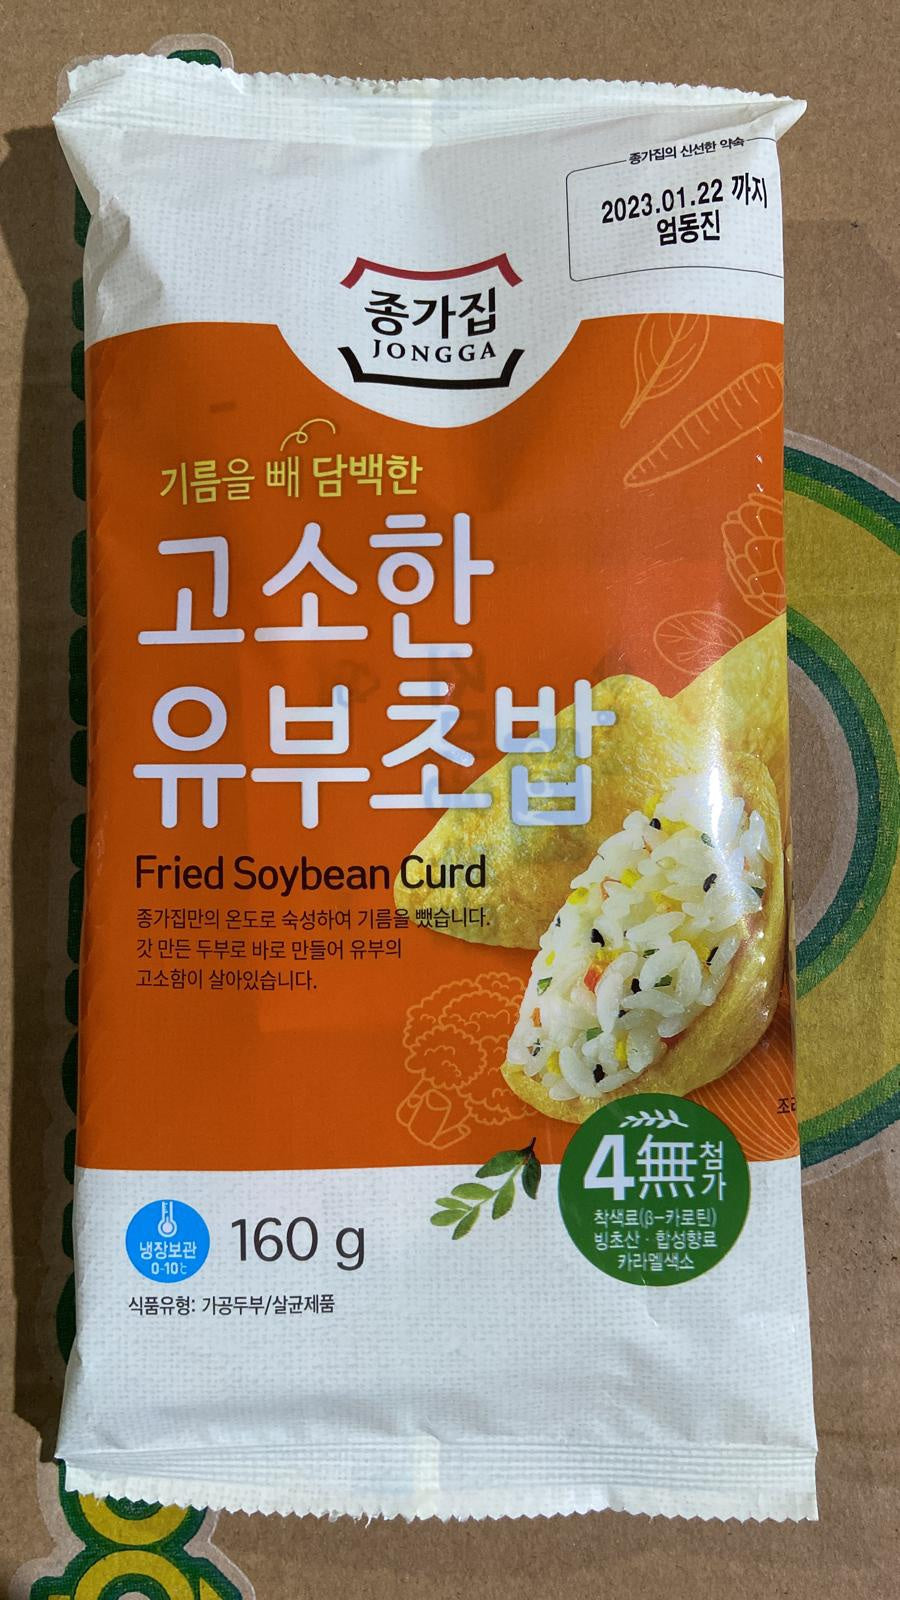 종가집의 신선한 약속
2023.01.22 까지
엄동진
종가집
JONGGA
기름을 빼 담백한
고소한
유부초밥
Fried Soybean Curd
종가집만의 온도로 숙성하여 기름을 뺐습니다.
갓 만든 두부로 바로 만들어 유부의
고소함이 살아있습니다.
4無첨가
착색료(β-카로틴)
빙초산 · 합성향료
카라멜색소
냉장보관
0-10℃
160 g
식품유형: 가공두부/살균제품